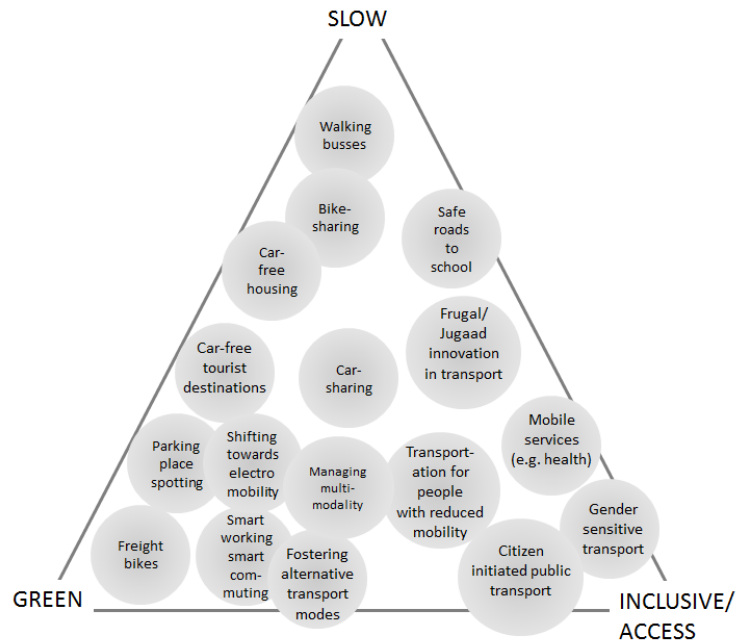 SLOW
Walking
busses
Bike-
sharing
Safe
roads
to
school
Car-
free
housing
Frugal/
Jugaad
innovation
in transport
Car-free
tourist
destinations
Car-
sharing
Mobile
services
(e.g. health)
Parking
place
spotting
Shifting
towards
electro
mobility
Managing
multi-
modality
Transport-
ation for
people
with reduced
mobility
Gender
sensitive
transport
Freight
bikes
Smart
working
smart
com-
muting
Fostering
alternative
transport
modes
Citizen
initiated public
transport
GREEN
INCLUSIVE/
ACCESS